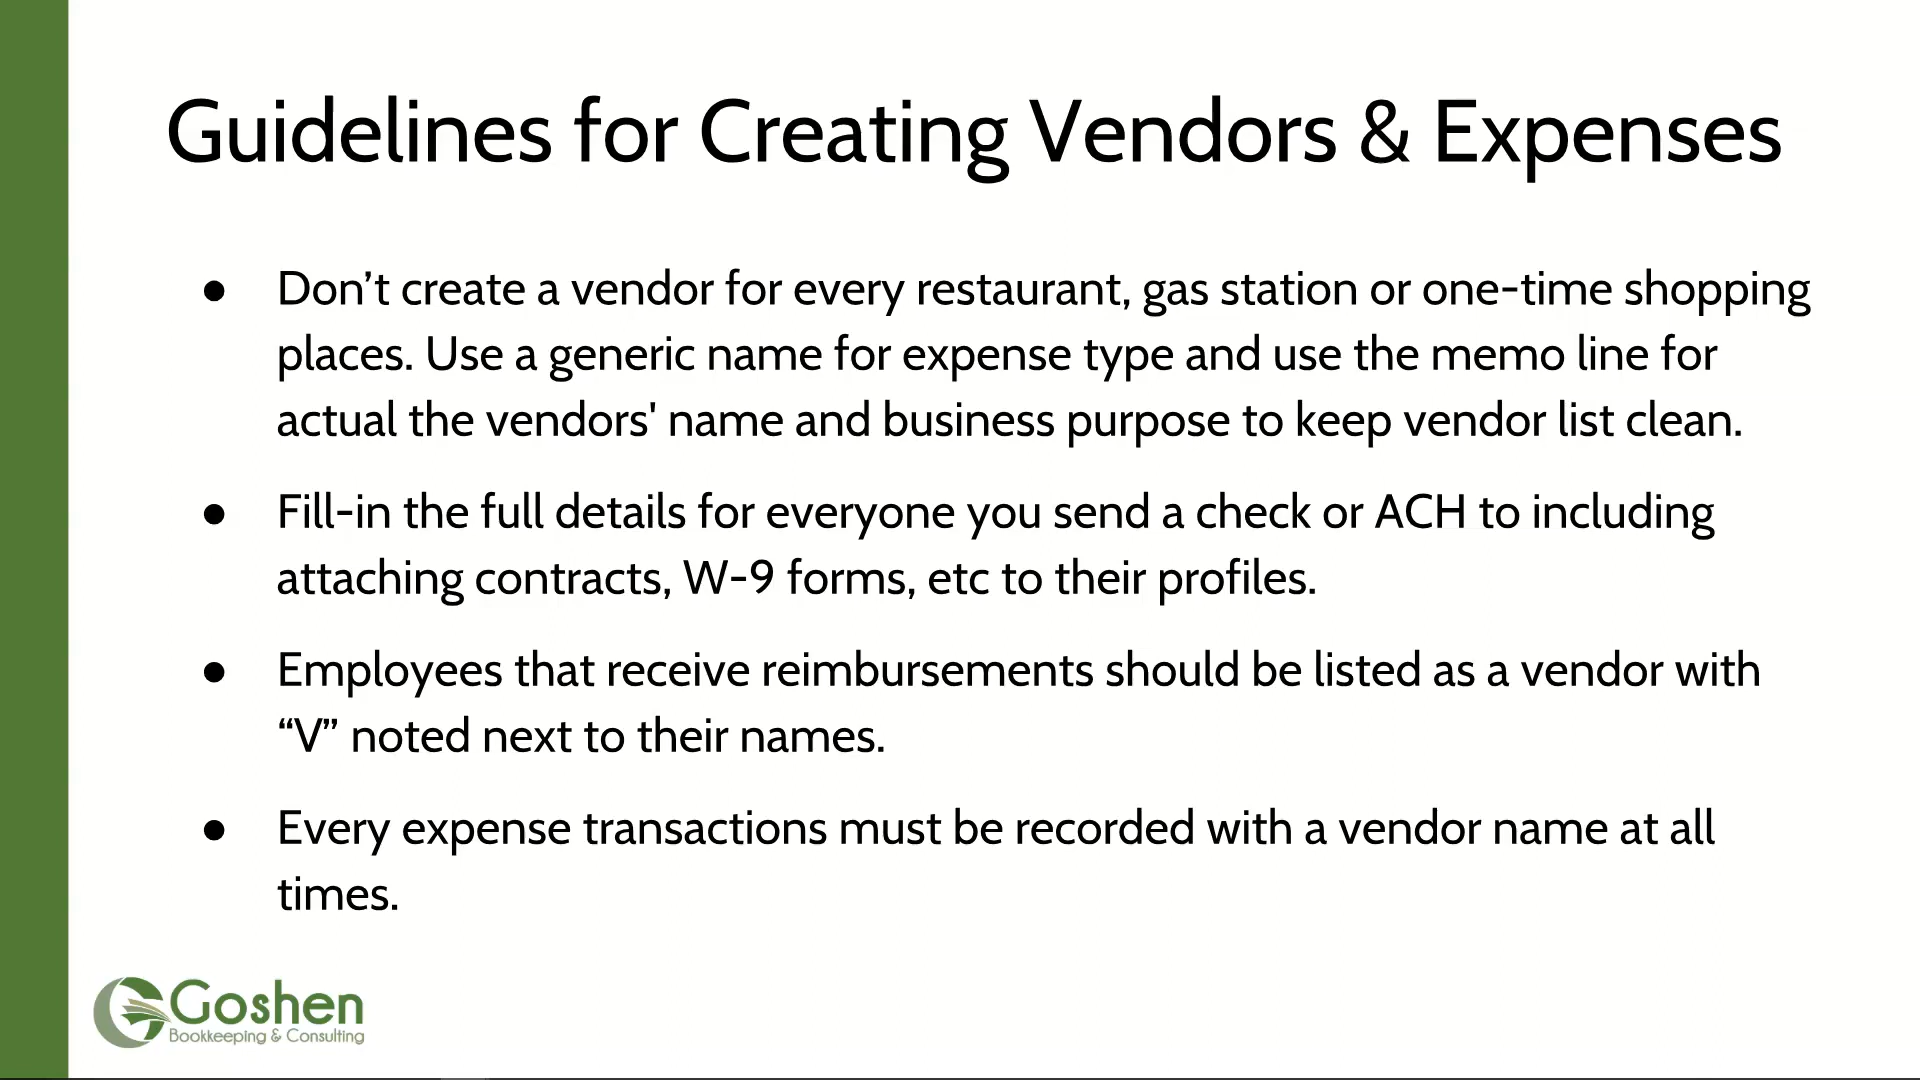 Guidelines for Creating Vendors & Expenses
● Don’t create a vendor for every restaurant, gas station or one-time shopping
places. Use a generic name for expense type and use the memo line for
actual the vendors' name and business purpose to keep vendor list clean.
● Fill-in the full details for everyone you send a check or ACH to including
attaching contracts, W-9 forms, etc to their profiles.
● Employees that receive reimbursements should be listed as a vendor with
“V” noted next to their names.
● Every expense transactions must be recorded with a vendor name at all
times.
Goshen
Bookkeeping & Consulting